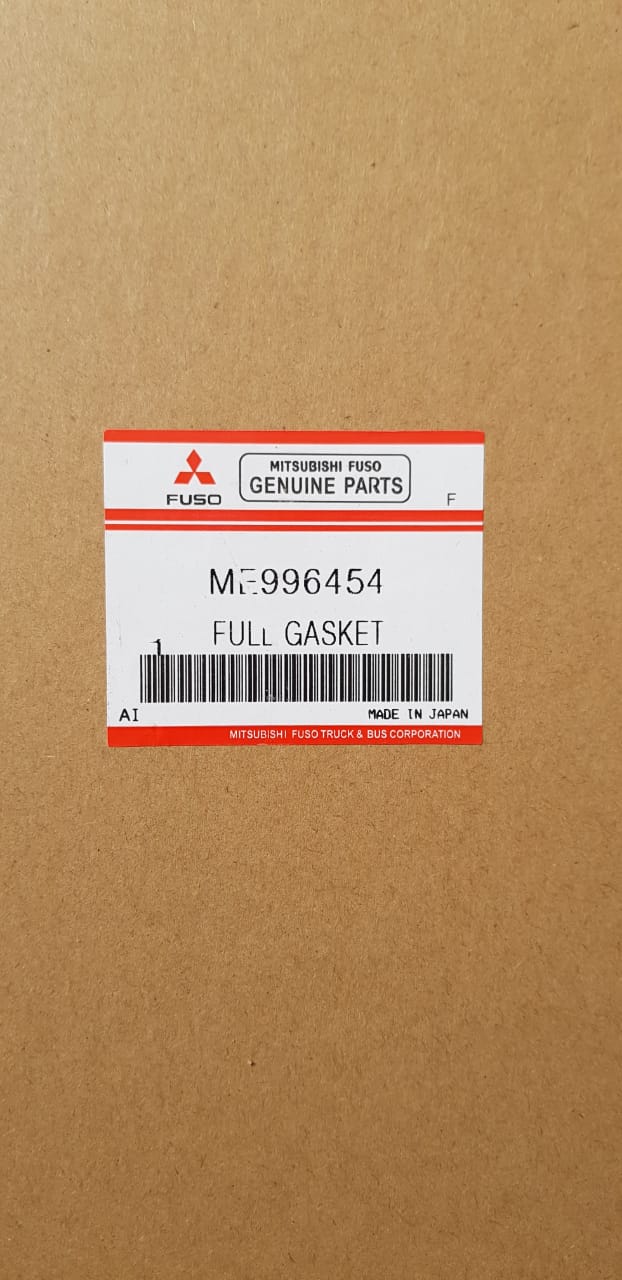 MITSUBISHI FUSO
FUSO GENUINE PARTS F
ME996454
FULL GASKET
1
AI MADE IN JAPAN
MITSUBISHI FUSO TRUCK & BUS CORPORATION